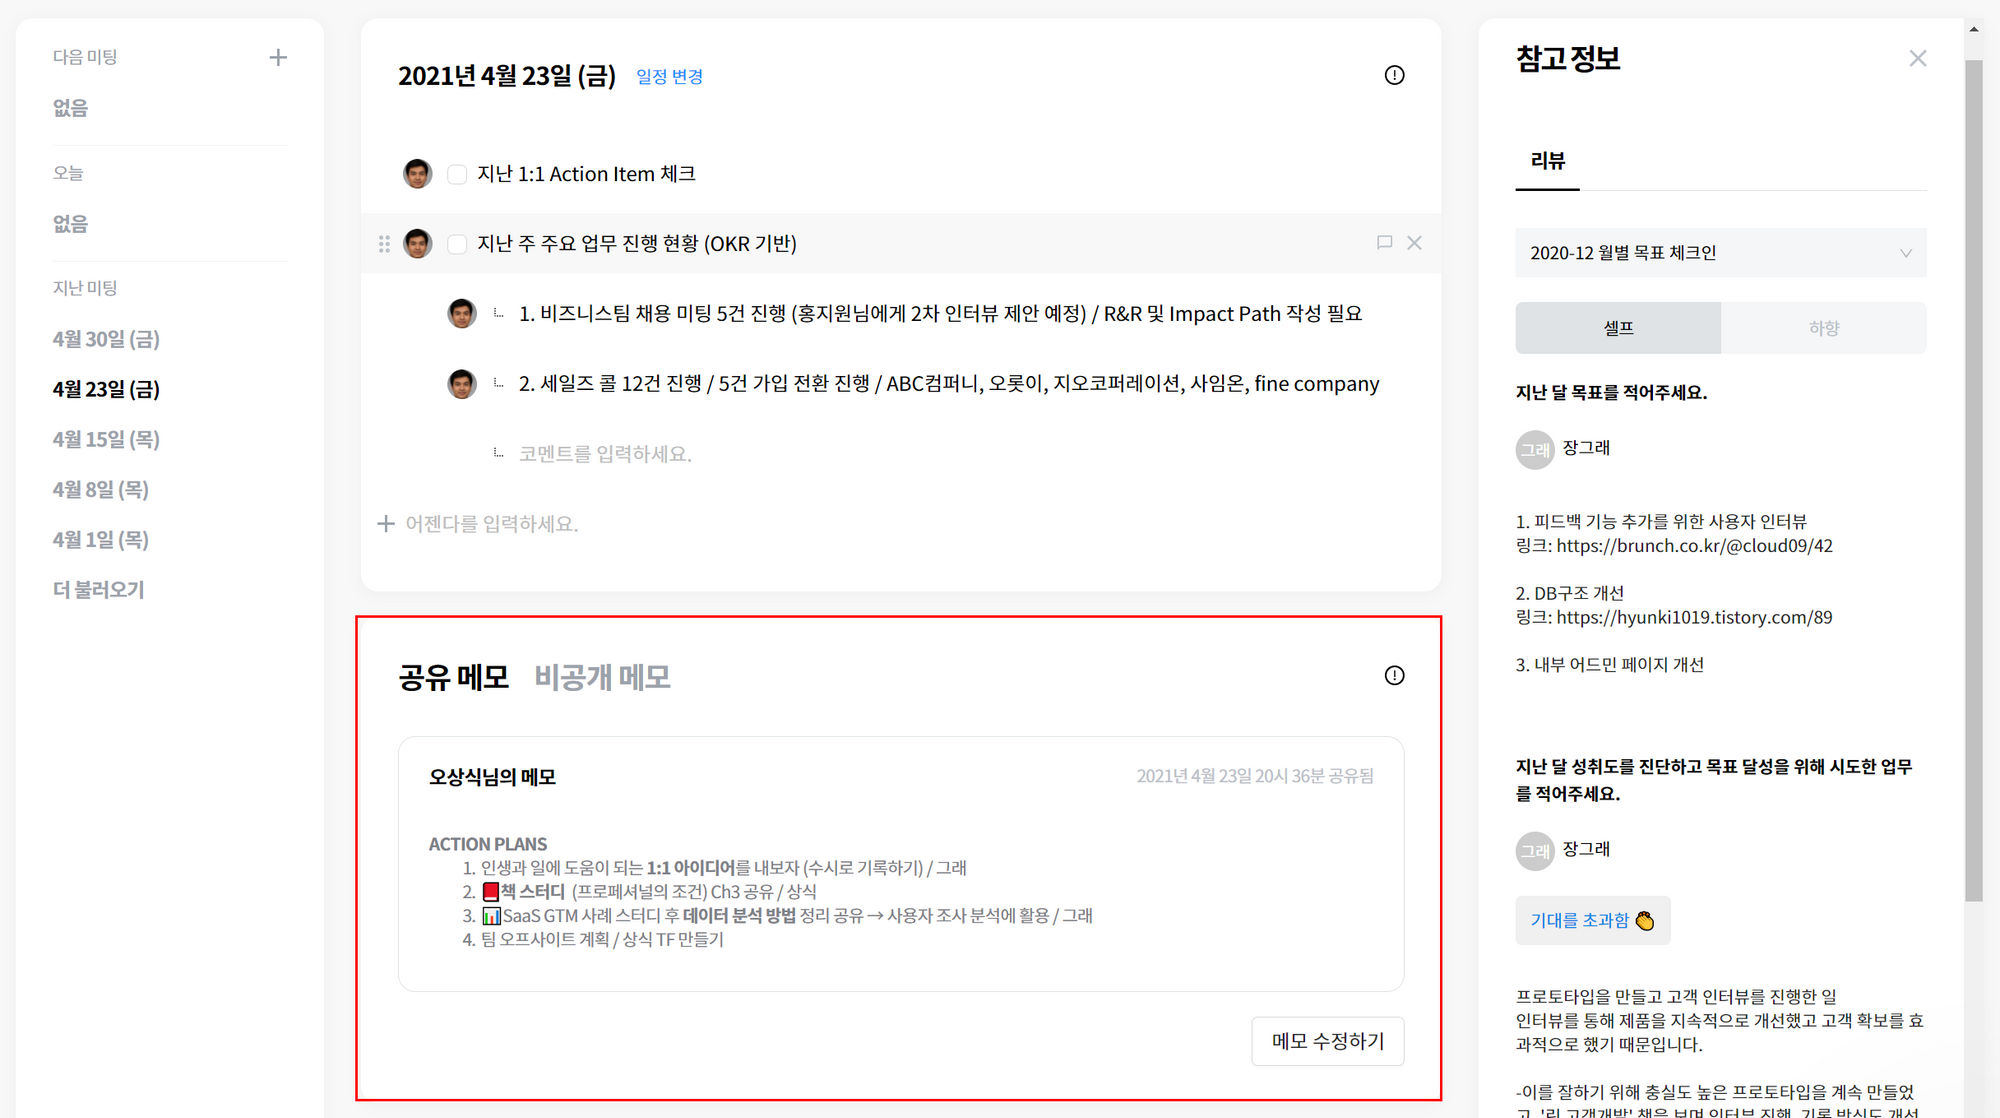 다음 미팅
없음
오늘
없음
지난 미팅
4월 30일 (금)
4월 23일 (금)
4월 15일 (목)
4월 8일 (목)
4월 1일 (목)
더 불러오기
2021년 4월 23일 (금) 일정 변경
지난 1:1 Action Item 체크
지난 주 주요 업무 진행 현황 (OKR 기반)
1. 비즈니스팀 채용 미팅 5건 진행 (홍지원님에게 2차 인터뷰 제안 예정) / R&R 및 Impact Path 작성 필요
2. 세일즈 콜 12건 진행 / 5건 가입 전환 진행 / ABC컴퍼니, 오롯이, 지오코퍼레이션, 사임온, fine company
코멘트를 입력하세요.
어젠다를 입력하세요.
공유 메모 비공개 메모
오상식님의 메모 2021년 4월 23일 20시 36분 공유됨
ACTION PLANS
1. 인생과 일에 도움이 되는 1:1 아이디어를 내보자 (수시로 기록하기) / 그래
2. 📕책 스터디 (프로페셔널의 조건) Ch3 공유 / 상식
3. 📊SaaS GTM 사례 스터디 후 데이터 분석 방법 정리 공유 → 사용자 조사 분석에 활용 / 그래
4. 팀 오프사이트 계획 / 상식 TF 만들기
메모 수정하기
참고 정보
리뷰
2020-12 월별 목표 체크인
셀프 하향
지난 달 목표를 적어주세요.
그래 장그래
1. 피드백 기능 추가를 위한 사용자 인터뷰
링크: https://brunch.co.kr/@cloud09/42
2. DB구조 개선
링크: https://hyunki1019.tistory.com/89
3. 내부 어드민 페이지 개선
지난 달 성취도를 진단하고 목표 달성을 위해 시도한 업무
를 적어주세요.
그래 장그래
기대를 초과함 👏
프로토타입을 만들고 고객 인터뷰를 진행한 일
인터뷰를 통해 제품을 지속적으로 개선했고 고객 확보를 효
과적으로 했기 때문입니다.
-이를 잘하기 위해 충실도 높은 프로토타입을 계속 만들었
고, '린 고객개발' 책을 보며 인터뷰 진행, 기록 방식도 개선